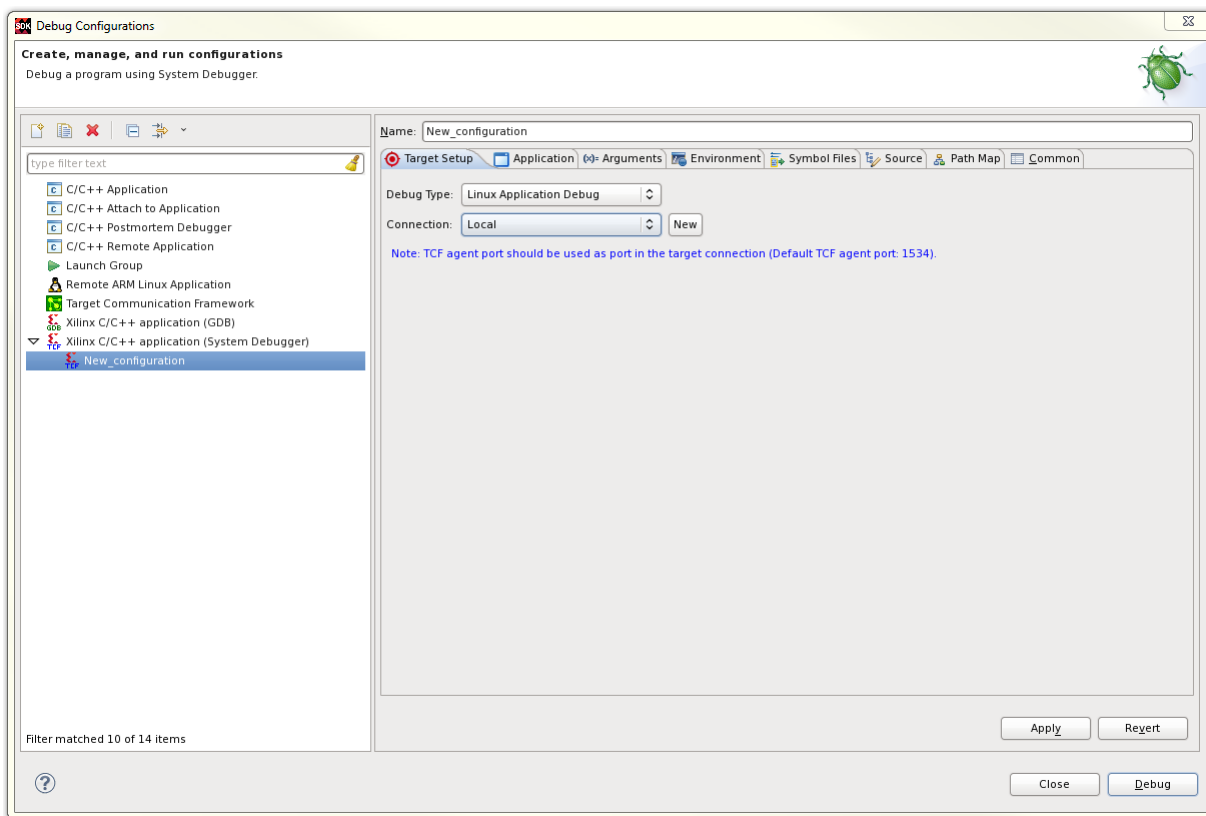 SDK Debug Configurations
Create, manage, and run configurations
Debug a program using System Debugger.
Name: New_configuration
type filter text
Target Setup Application (x)= Arguments Environment Symbol Files Source Path Map Common
C/C++ Application
C/C++ Attach to Application
C/C++ Postmortem Debugger
C/C++ Remote Application
Launch Group
Remote ARM Linux Application
Target Communication Framework
GDB Xilinx C/C++ application (GDB)
TCF Xilinx C/C++ application (System Debugger)
TCF New_configuration
Debug Type: Linux Application Debug
Connection: Local New
Note: TCF agent port should be used as port in the target connection (Default TCF agent port: 1534).
Filter matched 10 of 14 items
Apply Revert
Close Debug